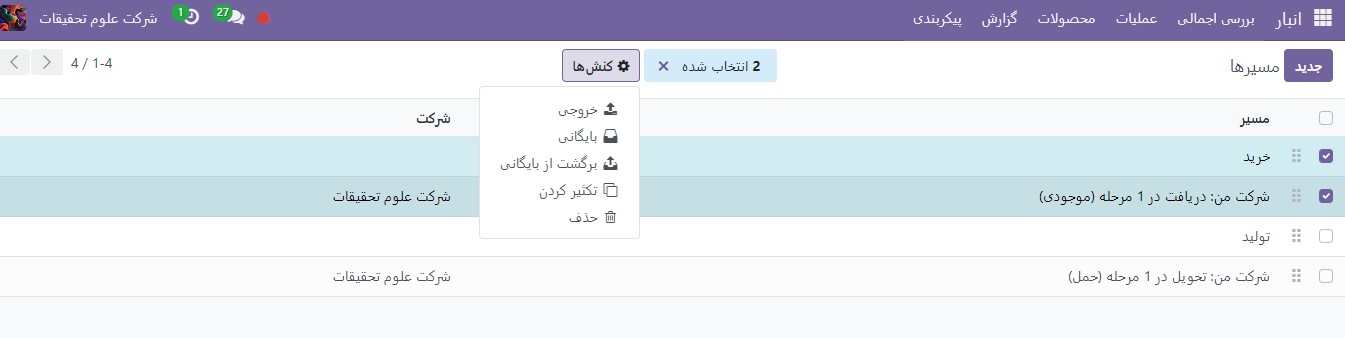 انبار بررسی اجمالی عملیات محصولات گزارش پیکربندی 27 1 شرکت علوم تحقیقات
جدید مسیرها 2 انتخاب شده کنش‌ها 1-4 / 4
مسیر شرکت
خروجی
بایگانی
برگشت از بایگانی
تکثیر کردن
حذف
خرید
شرکت من: دریافت در 1 مرحله (موجودی) شرکت علوم تحقیقات
تولید
شرکت من: تحویل در 1 مرحله (حمل) شرکت علوم تحقیقات